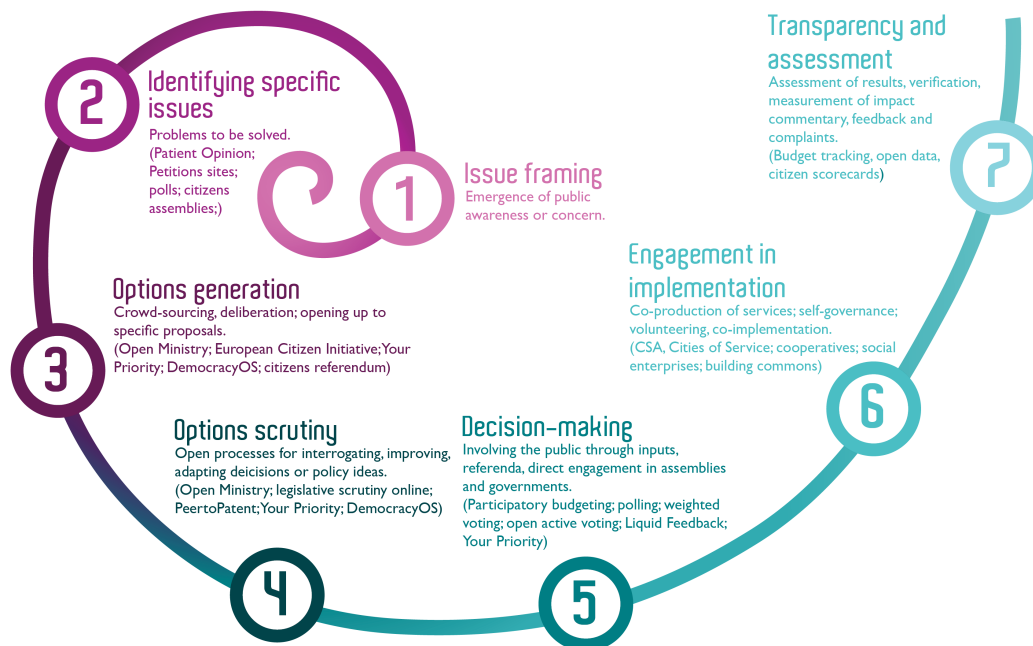 1
Issue framing
Emergence of public
awareness or concern.
2
Identifying specific
issues
Problems to be solved.
(Patient Opinion;
Petitions sites;
polls; citizens
assemblies;)
3
Options generation
Crowd-sourcing, deliberation; opening up to
specific proposals.
(Open Ministry; European Citizen Initiative;Your
Priority; DemocracyOS; citizens referendum)
4
Options scrutiny
Open processes for interrogating, improving,
adapting deicisions or policy ideas.
(Open Ministry; legislative scrutiny online;
PeertoPatent;Your Priority; DemocracyOS)
5
Decision-making
Involving the public through inputs,
referenda, direct engagement in assemblies
and governments.
(Participatory budgeting; polling; weighted
voting; open active voting; Liquid Feedback;
Your Priority)
6
Engagement in
implementation
Co-production of services; self-governance;
volunteering, co-implementation.
(CSA, Cities of Service; cooperatives; social
enterprises; building commons)
7
Transparency and
assessment
Assessment of results, verification,
measurement of impact
commentary, feedback and
complaints.
(Budget tracking, open data,
citizen scorecards)